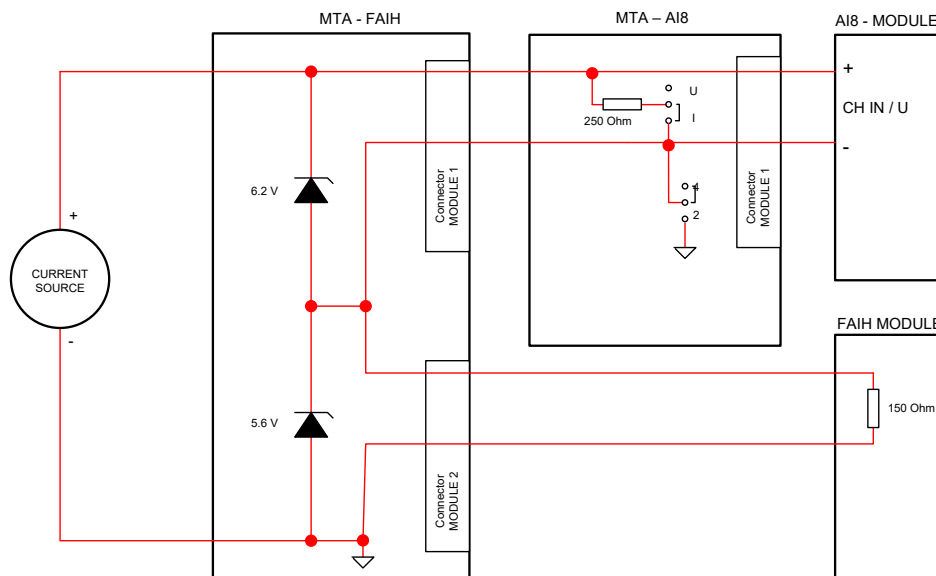 MTA - FAIH
MTA – AI8
AI8 - MODULE
+
CH IN / U
-
U
I
250 Ohm
4
2
Connector
MODULE 1
Connector
MODULE 1
6.2 V
+
CURRENT
SOURCE
-
FAIH MODULE
150 Ohm
5.6 V
Connector
MODULE 2